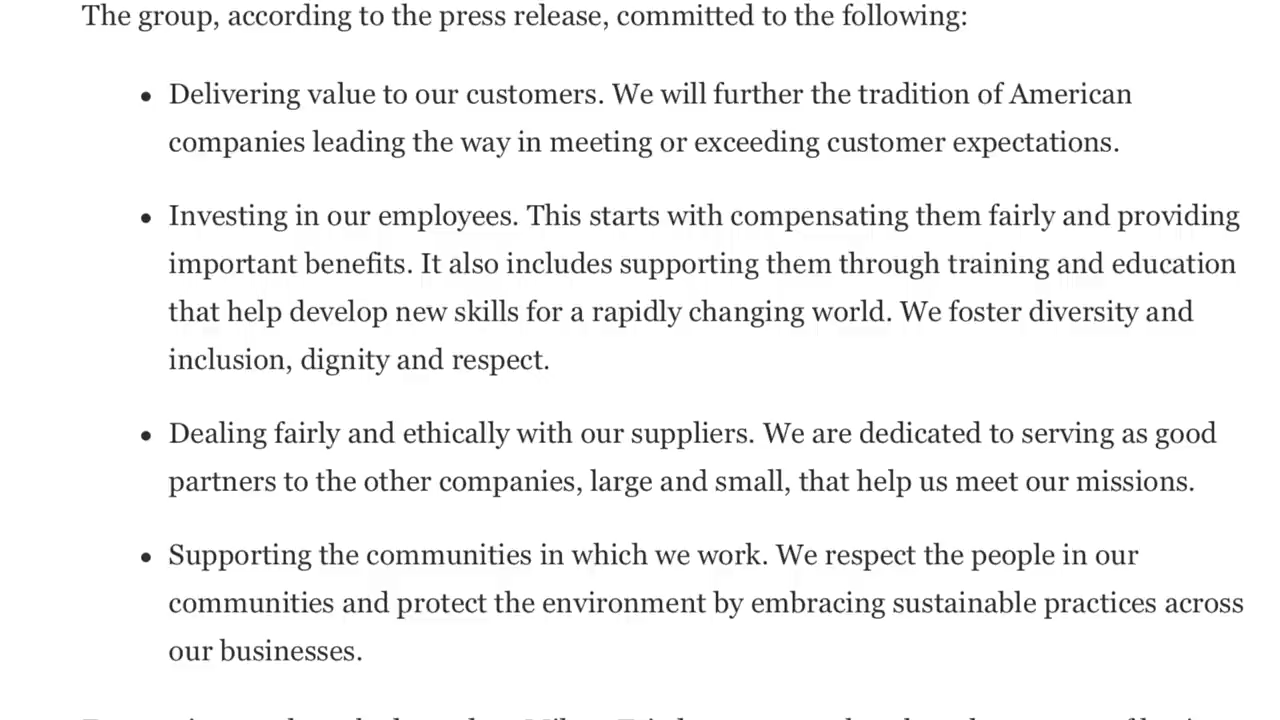 The group, according to the press release, committed to the following:
• Delivering value to our customers. We will further the tradition of American
companies leading the way in meeting or exceeding customer expectations.
• Investing in our employees. This starts with compensating them fairly and providing
important benefits. It also includes supporting them through training and education
that help develop new skills for a rapidly changing world. We foster diversity and
inclusion, dignity and respect.
• Dealing fairly and ethically with our suppliers. We are dedicated to serving as good
partners to the other companies, large and small, that help us meet our missions.
• Supporting the communities in which we work. We respect the people in our
communities and protect the environment by embracing sustainable practices across
our businesses.